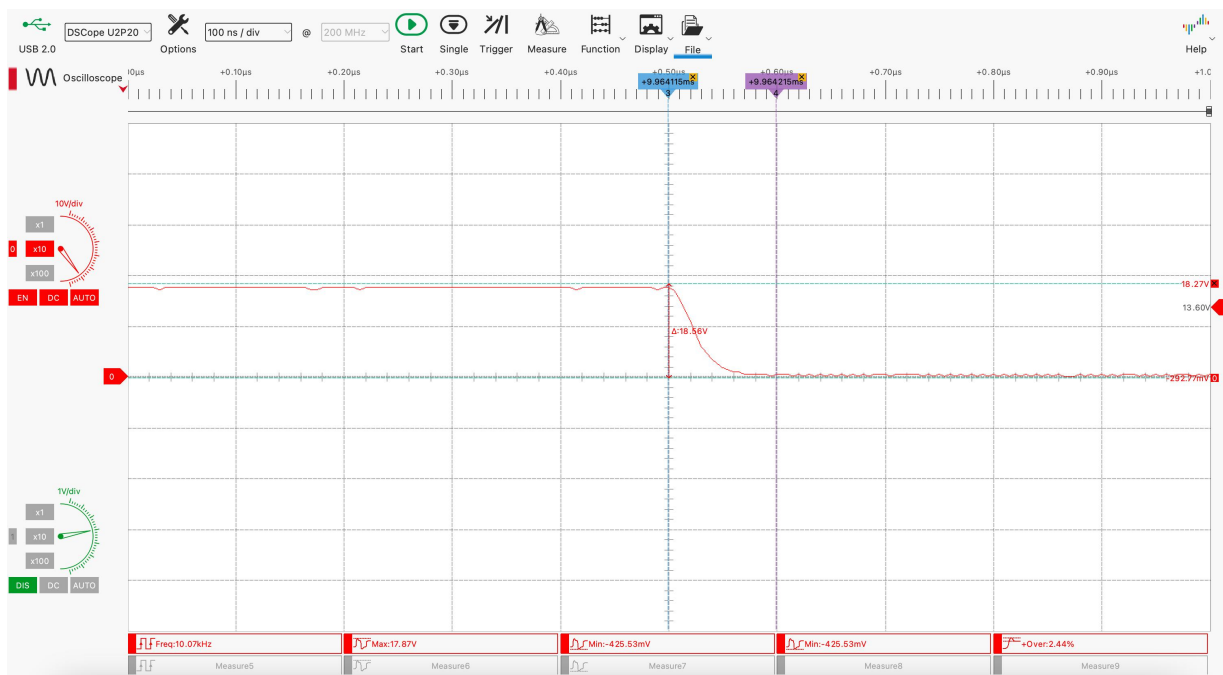 USB 2.0
DSCope U2P20
Options
100 ns / div
@
200 MHz
Start
Single
Trigger
Measure
Function
Display
File
Help
Oscilloscope
+0.10μs
+0.20μs
+0.30μs
+0.40μs
+0.70μs
+0.80μs
+0.90μs
+9.964115ms
X
3
+9.964215ms
X
4
10V/div
x1
0
x10
x100
EN
DC
AUTO
18.27V
X
13.60V
Δ:18.56V
0
-292.77mV
0
1V/div
x1
1
x10
x100
DIS
DC
AUTO
Freq:10.07kHz
Max:17.87V
Min:-425.53mV
Min:-425.53mV
+Over:2.44%
Measure5
Measure6
Measure7
Measure8
Measure9